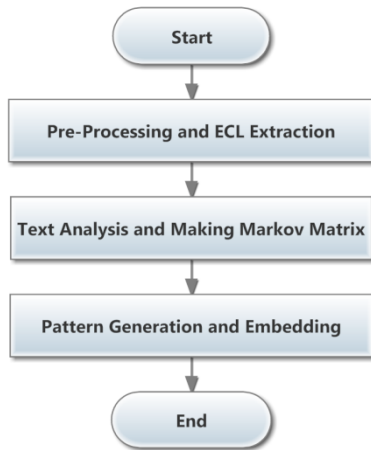 Start
Pre-Processing and ECL Extraction
Text Analysis and Making Markov Matrix
Pattern Generation and Embedding
End